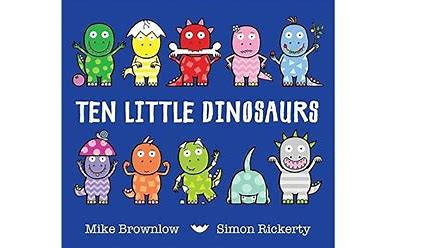 TEN LITTLE DINOSAURS
Mike Brownlow Simon Rickerty